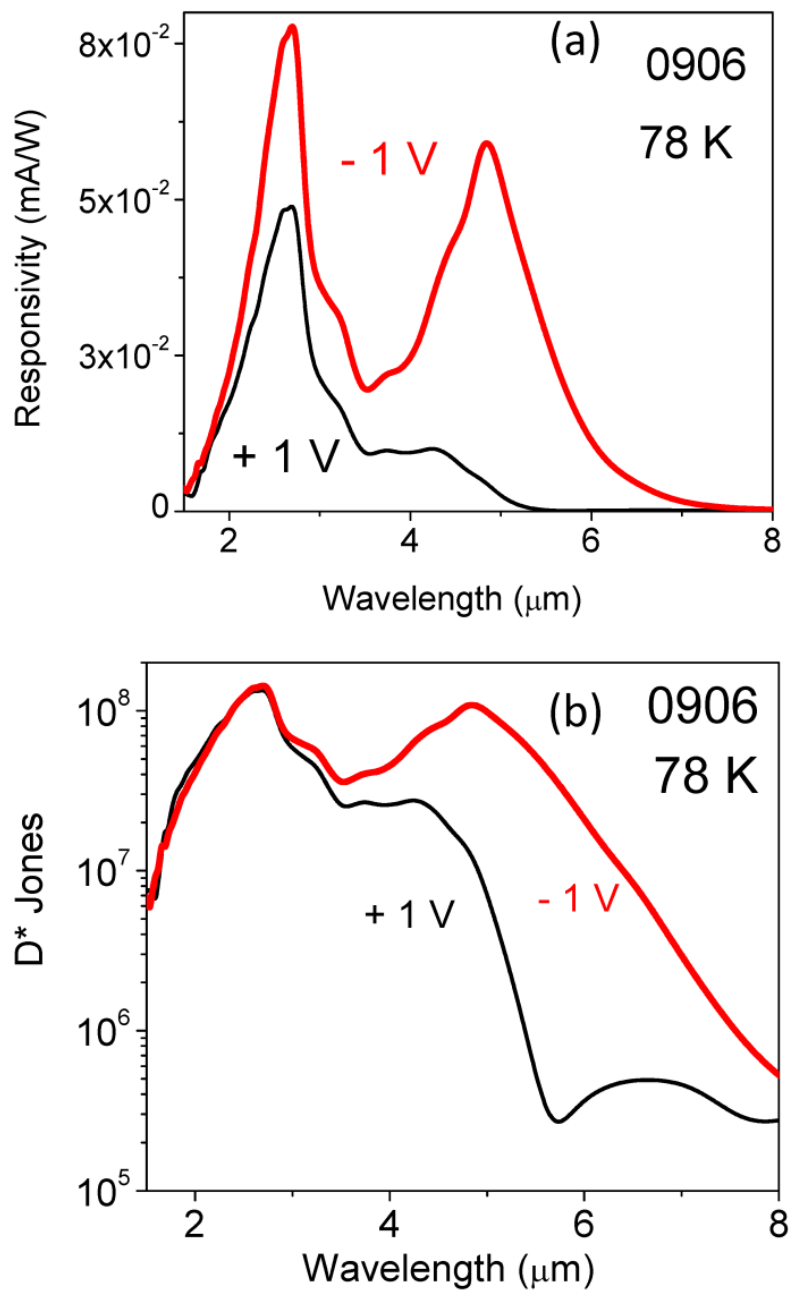 (a)
0906
78 K
- 1 V
+ 1 V
8x10⁻²
5x10⁻²
3x10⁻²
0
Responsivity (mA/W)
2 4 6 8
Wavelength (μm)
(b)
0906
78 K
+ 1 V
- 1 V
10⁸
10⁷
10⁶
10⁵
D* Jones
2 4 6 8
Wavelength (μm)